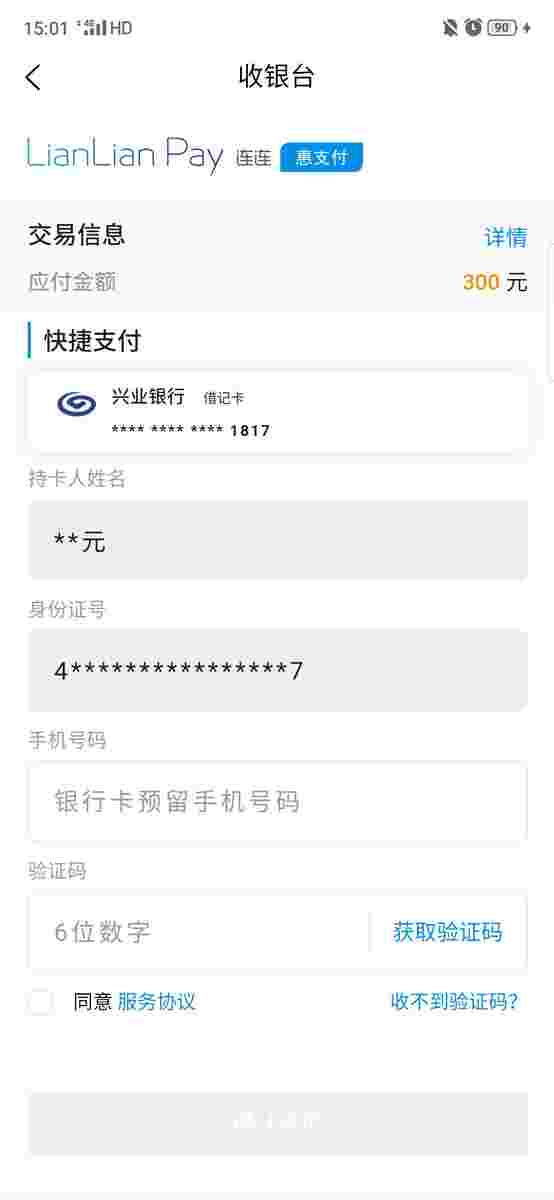 15:01 4G HD 90
收银台
LianLian Pay 连连 惠支付
交易信息 详情
应付金额 300 元
快捷支付
兴业银行 借记卡
**** **** **** 1817
持卡人姓名
**元
身份证号
4****************7
手机号码
银行卡预留手机号码
验证码
6位数字 获取验证码
同意 服务协议 收不到验证码?